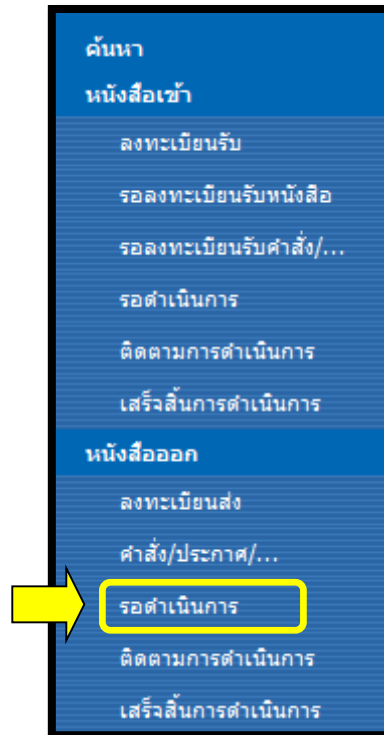 ค้นหา
หนังสือเข้า
ลงทะเบียนรับ
รอลงทะเบียนรับหนังสือ
รอลงทะเบียนรับคำสั่ง/...
รอดำเนินการ
ติดตามการดำเนินการ
เสร็จสิ้นการดำเนินการ
หนังสือออก
ลงทะเบียนส่ง
คำสั่ง/ประกาศ/...
รอดำเนินการ
ติดตามการดำเนินการ
เสร็จสิ้นการดำเนินการ